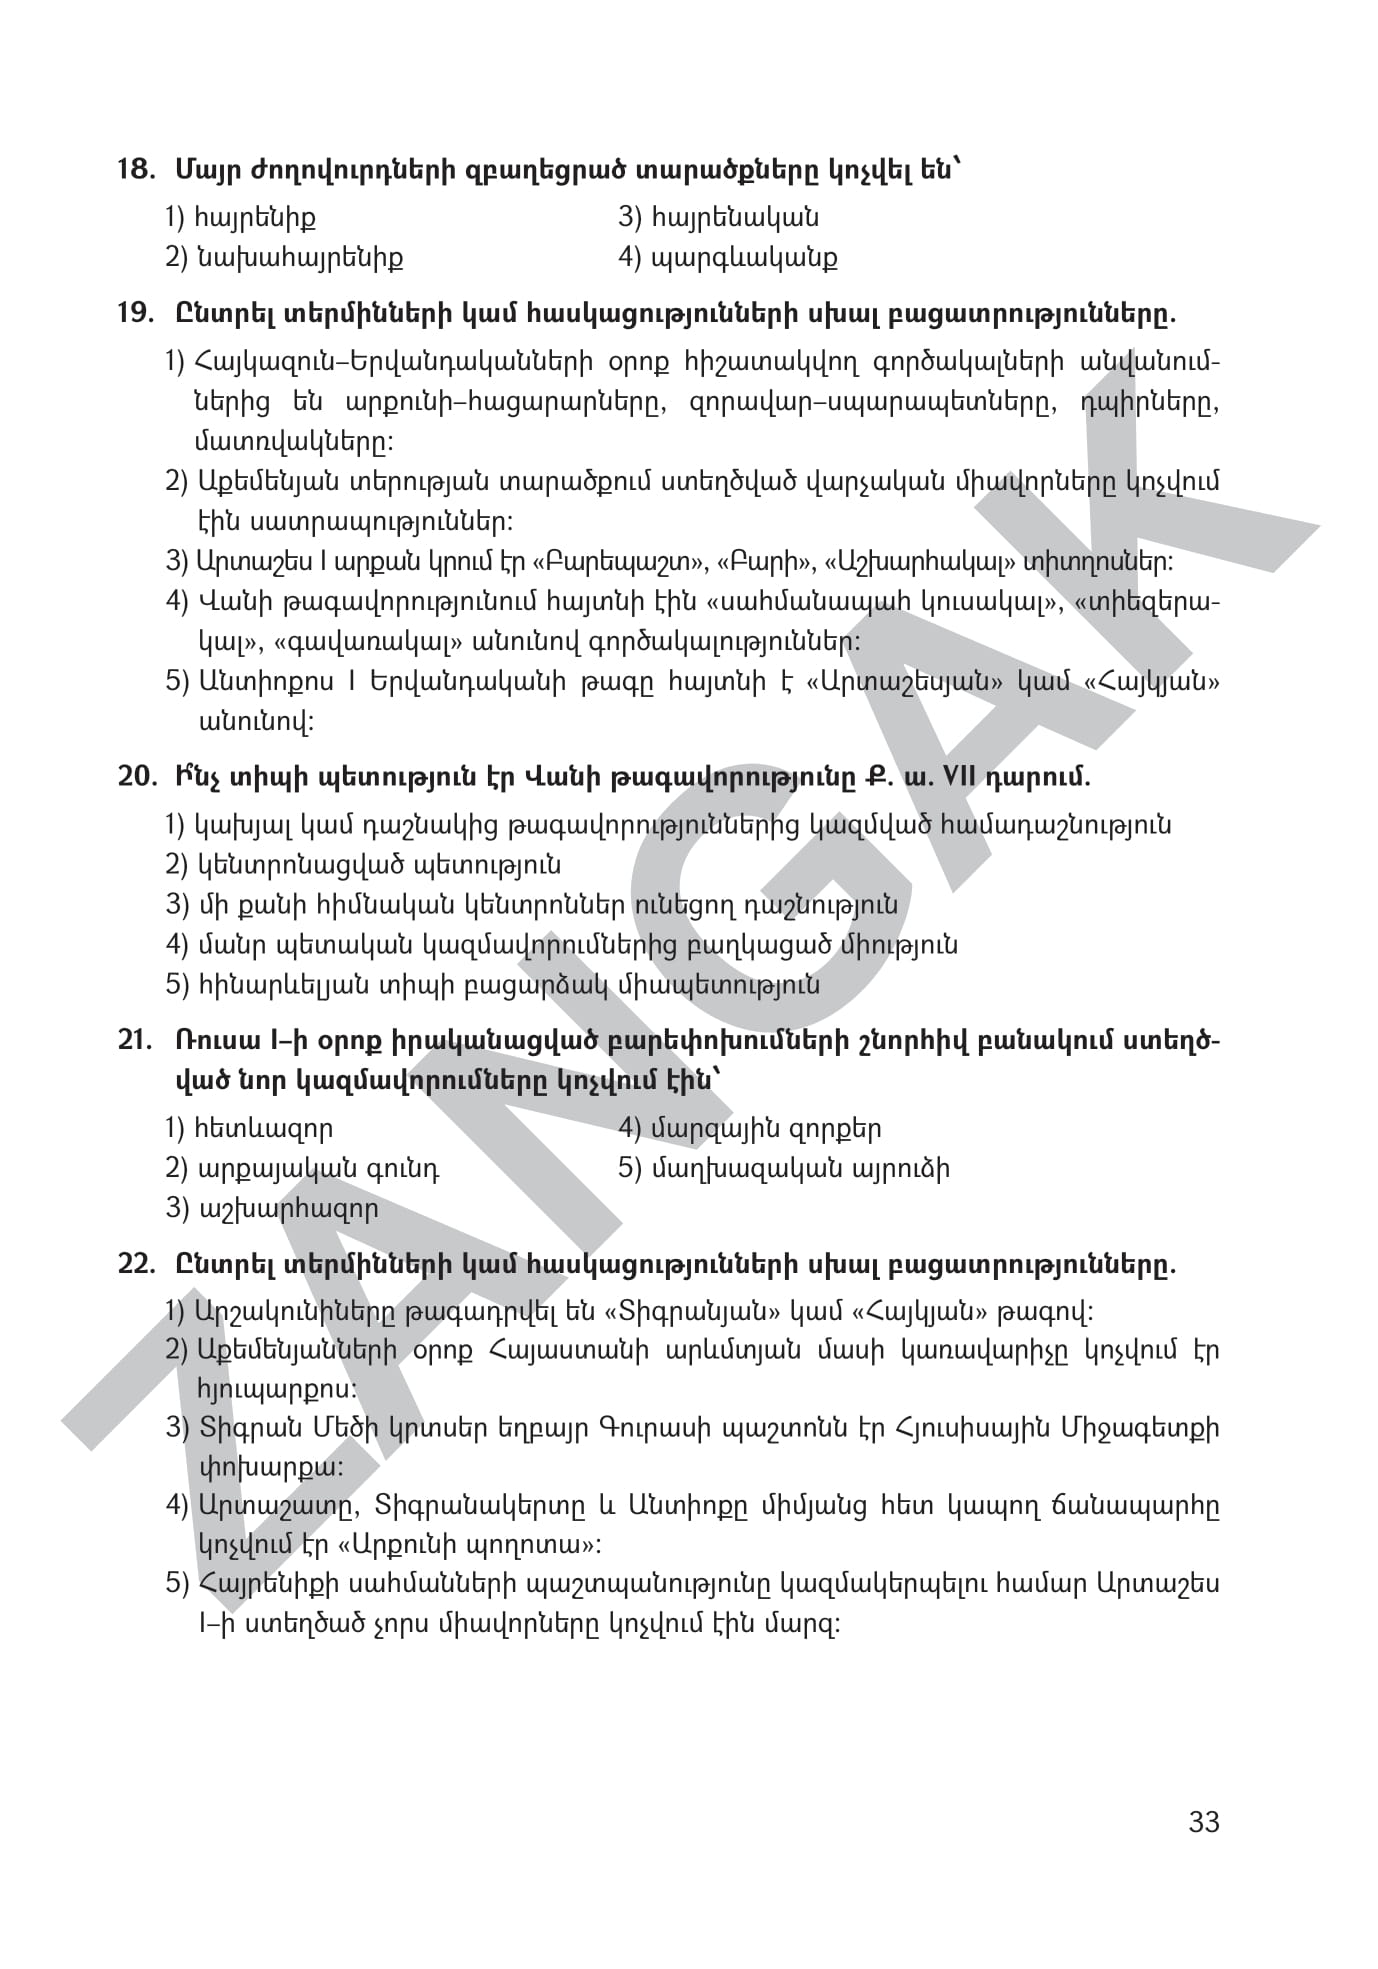 18. Մայր ժողովուրդների զբաղեցրած տարածքները կոչվել են՝
1) հայրենիք 3) հայրենական
2) նախահայրենիք 4) պարգևականք
19. Ընտրել տերմինների կամ հասկացությունների սխալ բացատրությունները.
1) Հայկազուն–Երվանդականների օրոք հիշատակվող գործակալների անվանում-
ներից են արքունի–հացարարները, զորավար–սպարապետները, դպիրները,
մատռվակները:
2) Աքեմենյան տերության տարածքում ստեղծված վարչական միավորները կոչվում
էին սատրապություններ:
3) Արտաշես I արքան կրում էր «Բարեպաշտ», «Բարի», «Աշխարհակալ» տիտղոսներ:
4) Վանի թագավորությունում հայտնի էին «սահմանապահ կուսակալ», «տիեզերա-
կալ», «գավառակալ» անունով գործակալություններ:
5) Անտիոքոս I Երվանդականի թագը հայտնի է «Արտաշեսյան» կամ «Հայկյան»
անունով:
20. Ի՞նչ տիպի պետություն էր Վանի թագավորությունը Ք. ա. VII դարում.
1) կախյալ կամ դաշնակից թագավորություններից կազմված համադաշնություն
2) կենտրոնացված պետություն
3) մի քանի հիմնական կենտրոններ ունեցող դաշնություն
4) մանր պետական կազմավորումներից բաղկացած միություն
5) հինարևելյան տիպի բացարձակ միապետություն
21. Ռուսա I–ի օրոք իրականացված բարեփոխումների շնորհիվ բանակում ստեղծ-
ված նոր կազմավորումները կոչվում էին՝
1) հետևազոր 4) մարզային զորքեր
2) արքայական գունդ 5) մաղխազական այրուձի
3) աշխարհազոր
22. Ընտրել տերմինների կամ հասկացությունների սխալ բացատրությունները.
1) Արշակունիները թագադրվել են «Տիգրանյան» կամ «Հայկյան» թագով:
2) Աքեմենյանների օրոք Հայաստանի արևմտյան մասի կառավարիչը կոչվում էր
հյուպարքոս:
3) Տիգրան Մեծի կրտսեր եղբայր Գուրասի պաշտոնն էր Հյուսիսային Միջագետքի
փոխարքա:
4) Արտաշատը, Տիգրանակերտը և Անտիոքը միմյանց հետ կապող ճանապարհը
կոչվում էր «Արքունի պողոտա»:
5) Հայրենիքի սահմանների պաշտպանությունը կազմակերպելու համար Արտաշես
I–ի ստեղծած չորս միավորները կոչվում էին մարզ:
33
ZANGAK